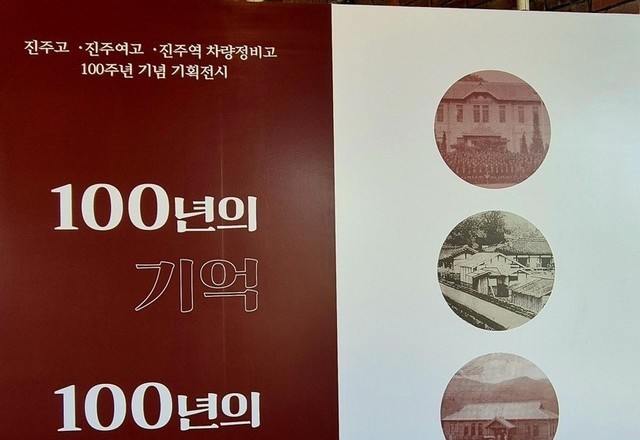 진주고 ·진주여고 ·진주역 차량정비고
100주년 기념 기획전시
100년의
기억
100년의